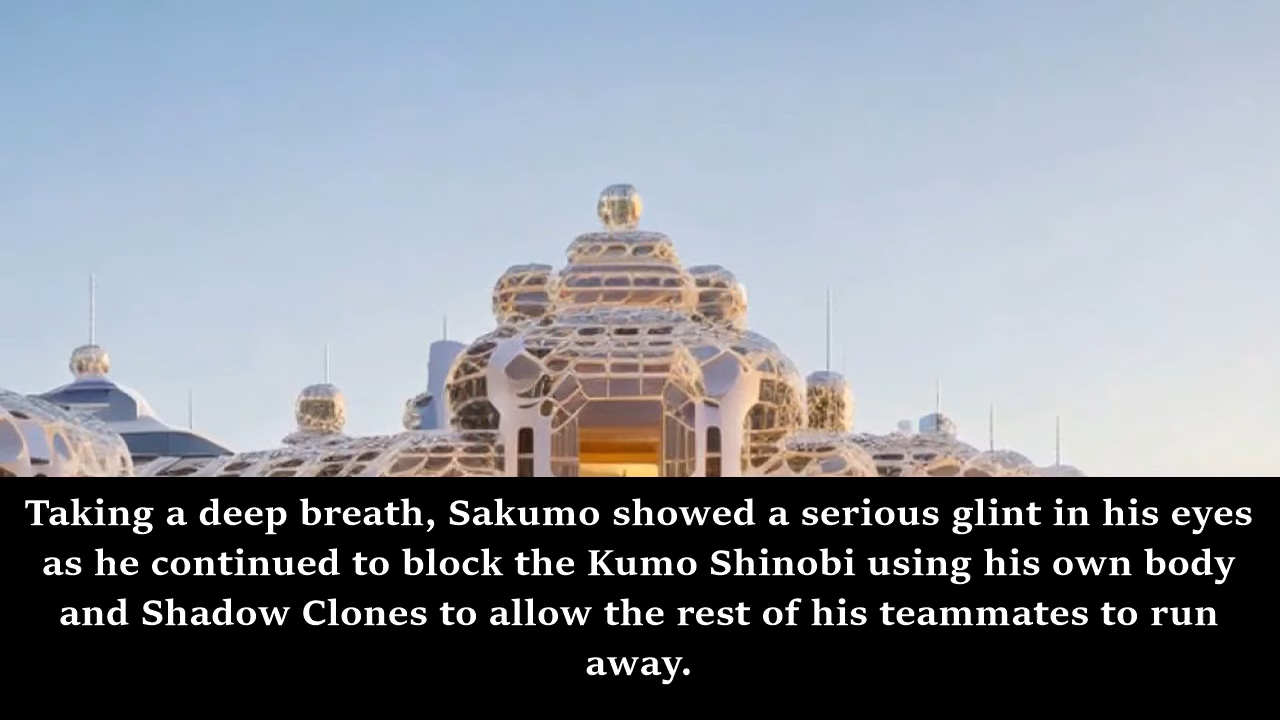 Taking a deep breath, Sakumo showed a serious glint in his eyes
as he continued to block the Kumo Shinobi using his own body
and Shadow Clones to allow the rest of his teammates to run
away.